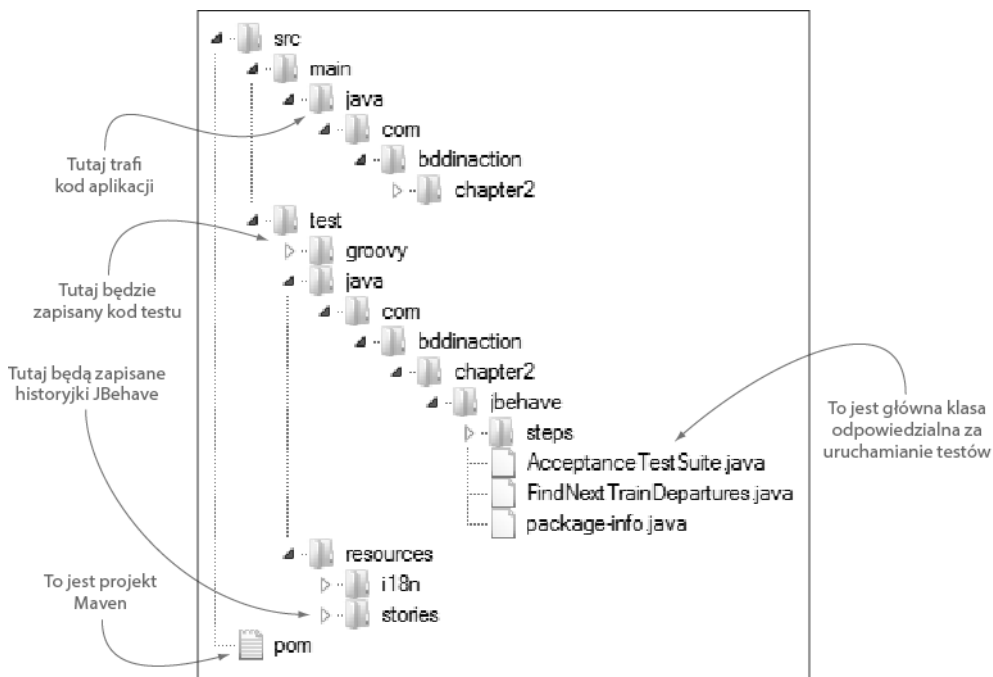 src
main
java
com
bddinaction
chapter2
test
groovy
java
com
bddinaction
chapter2
jbehave
steps
AcceptanceTestSuite.java
FindNextTrainDepartures.java
package-info.java
resources
i18n
stories
pom
Tutaj trafi
kod aplikacji
Tutaj będzie
zapisany kod testu
Tutaj będą zapisane
historyjki JBehave
To jest projekt
Maven
To jest główna klasa
odpowiedzialna za
uruchamianie testów